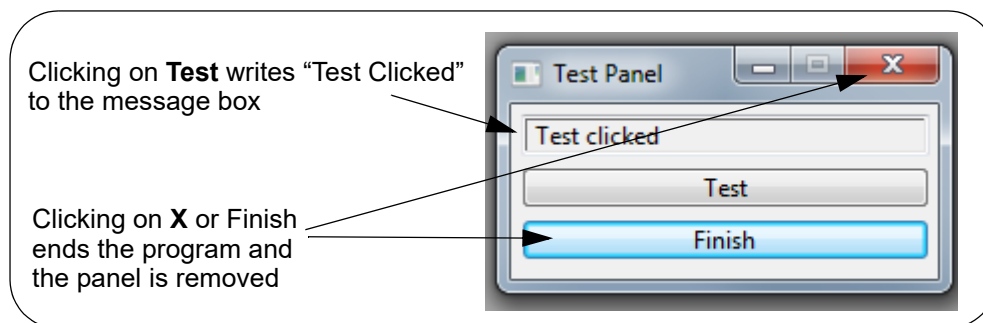 Clicking on Test writes “Test Clicked”
to the message box
Test Panel
Test clicked
Test
Finish
Clicking on X or Finish
ends the program and
the panel is removed